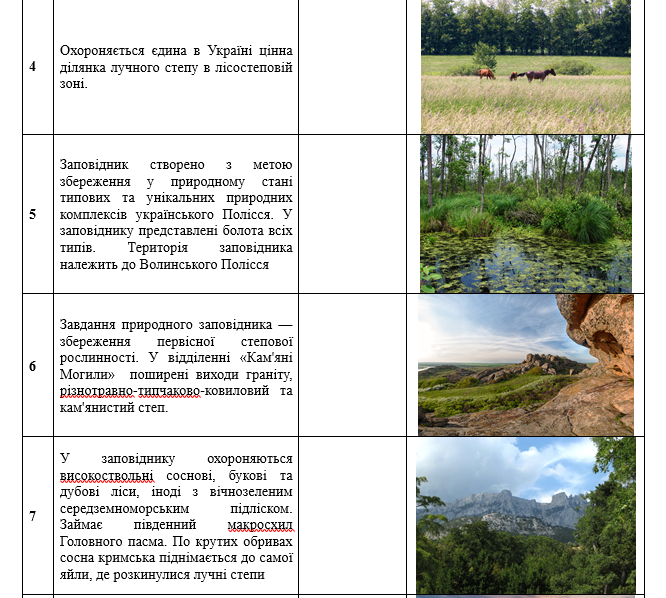 4
Охороняється єдина в Україні цінна
ділянка лучного степу в лісостеповій
зоні.
5
Заповідник створено з метою
збереження у природному стані
типових та унікальних природних
комплексів українського Полісся. У
заповіднику представлені болота всіх
типів. Територія заповідника
належить до Волинського Полісся
6
Завдання природного заповідника —
збереження первісної степової
рослинності. У відділенні «Кам'яні
Могили» поширені виходи граніту,
різнотравно-типчаково-ковиловий та
кам'янистий степ.
7
У заповіднику охороняються
високоствольні соснові, букові та
дубові ліси, іноді з вічнозеленим
середземноморським підліском.
Займає південний макросхил
Головного пасма. По крутих обривах
сосна кримська піднімається до самої
яйли, де розкинулися лучні степи